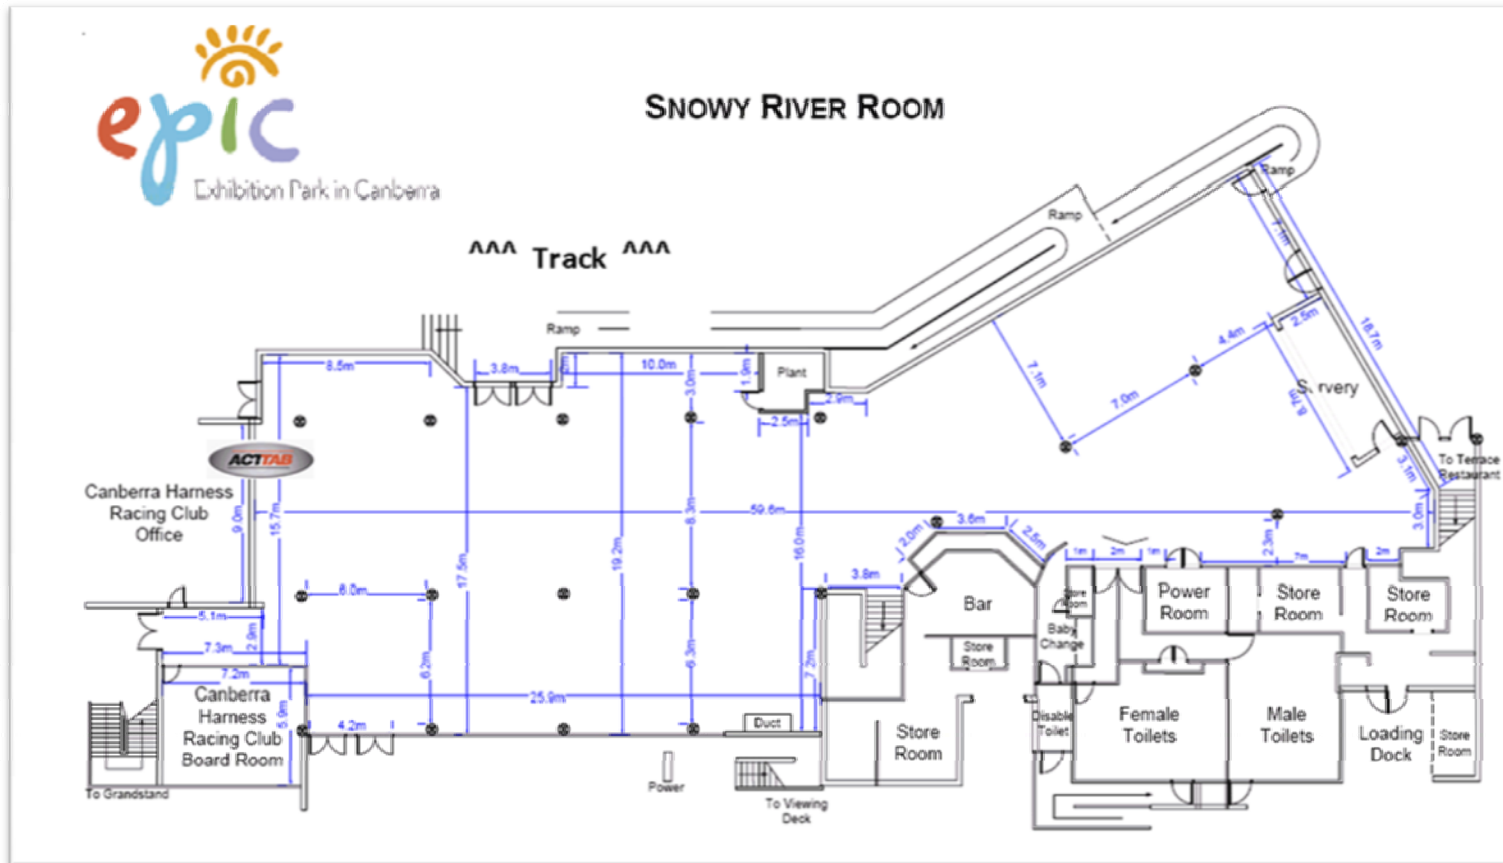 epic
Exhibition Park in Canberra
SNOWY RIVER ROOM
^^^ Track ^^^
Ramp
Ramp
Ramp
7.1m
18.7m
2.5m
4.4m
7.1m
7.0m
8.5m
3.8m
10.0m
3.0m
1.9m
Plant
2.9m
2.5m
Servery
ACTTAB
Canberra Harness
Racing Club
Office
9.0m
15.7m
59.6m
8.3m
16.0m
17.5m
19.2m
To Terrace
Restaurant
3.1m
3.0m
2.0m
3.6m
2.5m
1m
2m
1m
2.3m
7m
2m
3.8m
6.0m
5.1m
2.9m
7.3m
7.2m
6.2m
6.3m
7.2m
25.9m
4.2m
5.9m
Bar
Store
Room
Store
Room
Baby
Change
Power
Room
Store
Room
Store
Room
Canberra
Harness
Racing Club
Board Room
Duct
Store
Room
Disable
Toilet
Female
Toilets
Male
Toilets
Loading
Dock
Store
Room
To Grandstand
Power
To Viewing
Deck